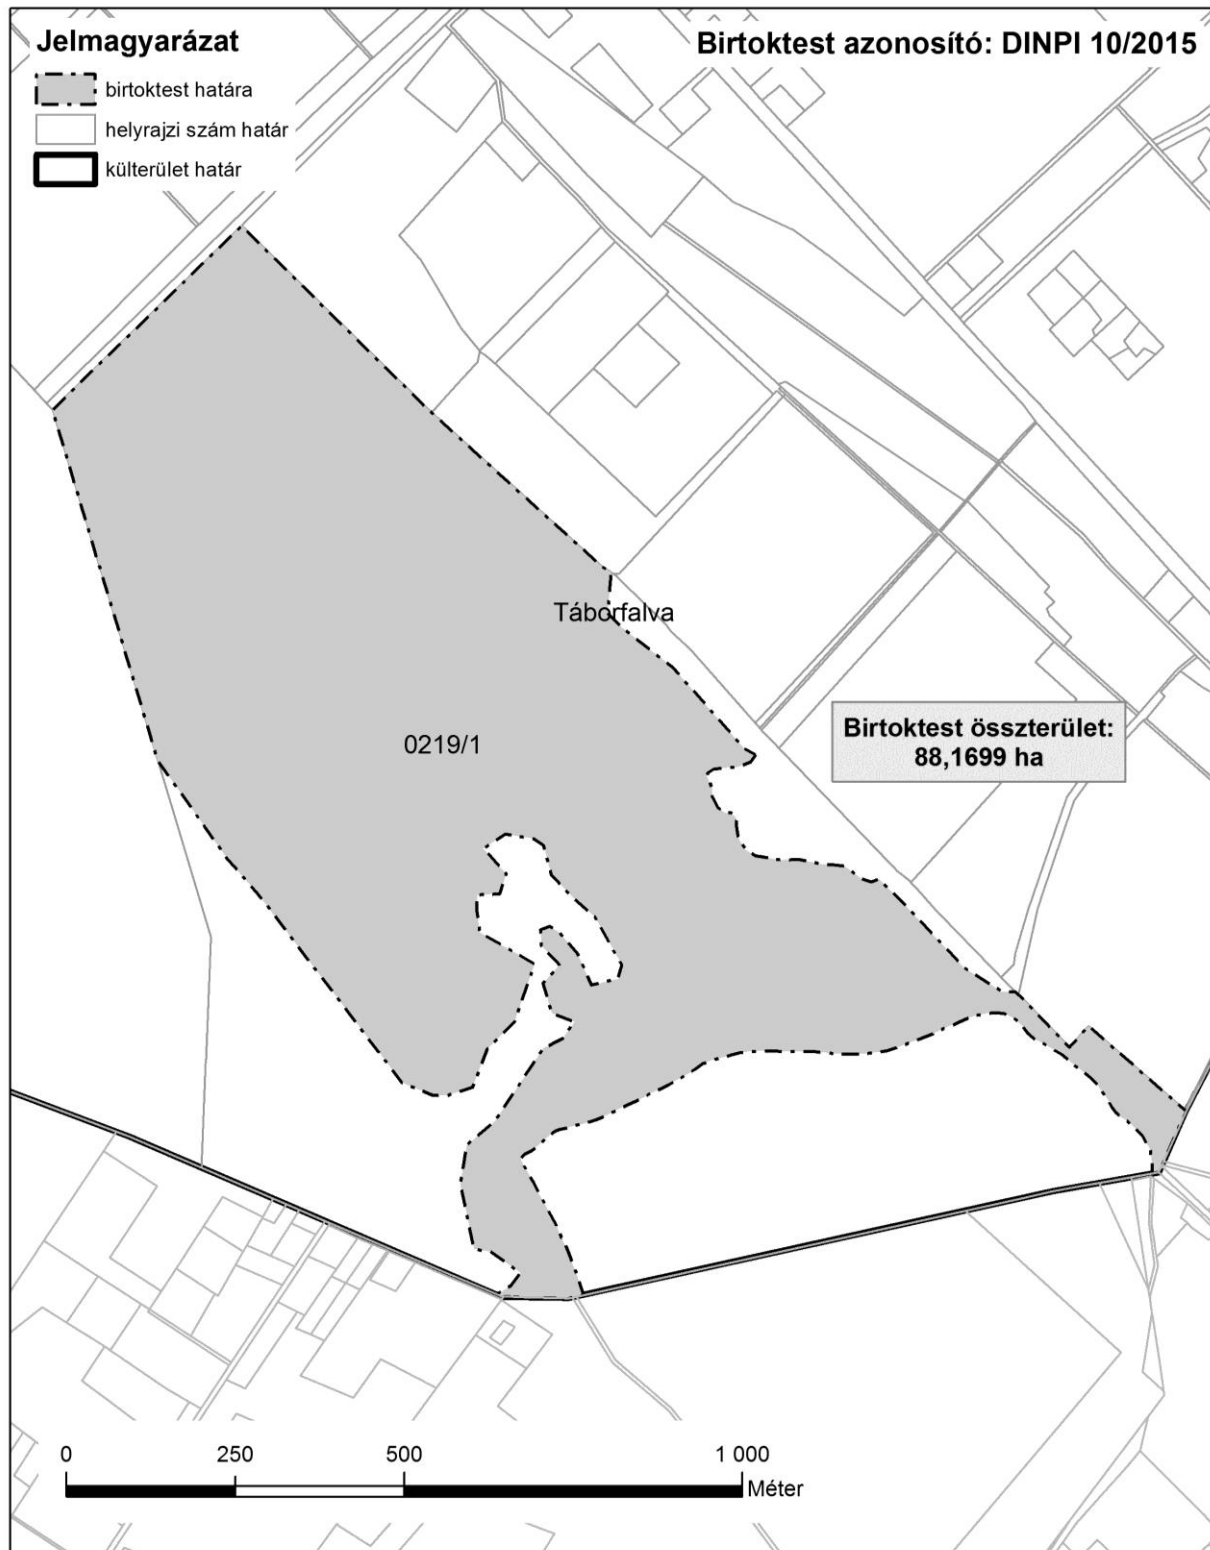 Jelmagyarázat
birtoktest határa
helyrajzi szám határ
külterület határ
Birtoktest azonosító: DINPI 10/2015
Táborfalva
0219/1
Birtoktest összterület:
88,1699 ha
0 250 500 1 000
Méter